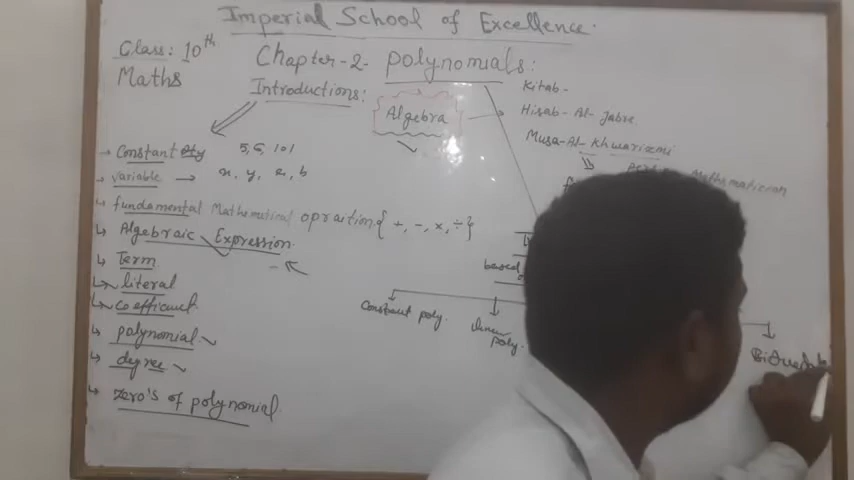 Imperial School of Excellence.
Class: 10th
Maths
Chapter-2- polynomials:
Introductions:
Algebra
Kitab-
Hisab-Al-Jabre
Musa-Al-Khwarizmi
Mathematician
→ Constant
5, 6, 101
→ variable → x, y, a, b
↳ fundamental Mathematical opraition {+, -, x, ÷}
↳ Algebraic Expression
↳ Term
↳ literal
↳ coefficient
↳ polynomial
↳ degree
↳ zero's of polynomial.
based
Constant poly.
linear
poly.